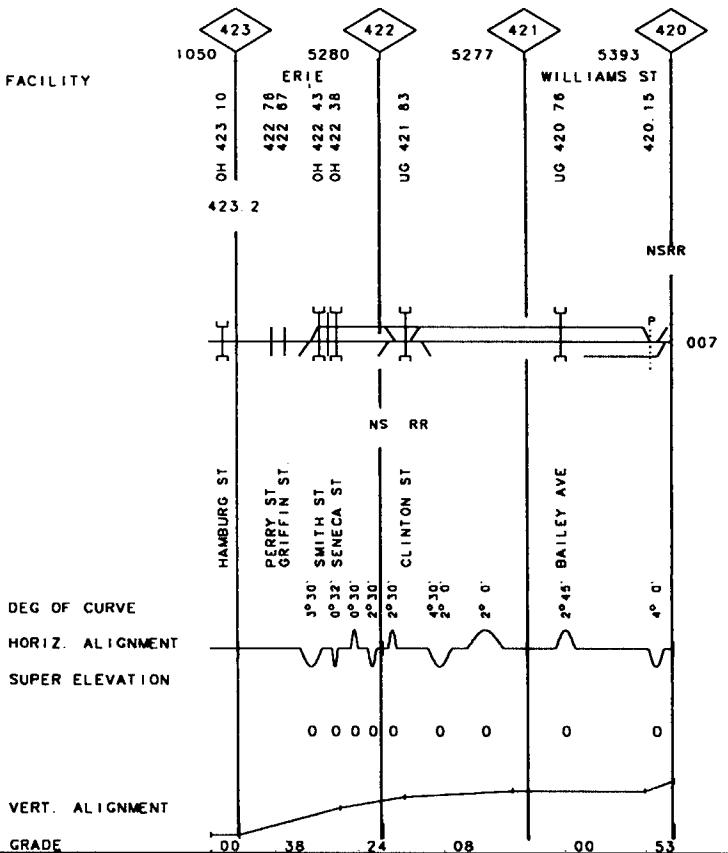 423 422 421 420
1050 5280 5277 5393
FACILITY ERIE WILLIAMS ST
OH 423 10
422 78
422 67
OH 422 43
OH 422 38
UG 421 83
UG 420 76
420.15
423.2
NSRR
P
007
NS RR
HAMBURG ST
PERRY ST
GRIFFIN ST.
SMITH ST
SENECA ST
CLINTON ST
BAILEY AVE
DEG OF CURVE 3°30' 0°32' 0°30' 2°30' 2°30' 4°30' 2°0' 2° 0' 2°45' 4° 0'
HORIZ. ALIGNMENT
SUPER ELEVATION
0 0 0 0 0 0 0 0 0
VERT. ALIGNMENT
GRADE .00 .38 .24 .08 .00 .53